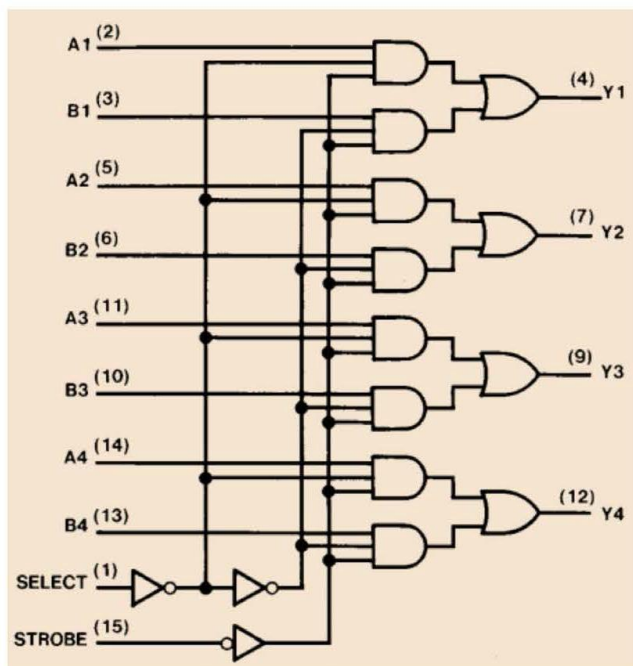 A1 (2)
(4) Y1
B1 (3)
A2 (5)
(7) Y2
B2 (6)
A3 (11)
(9) Y3
B3 (10)
A4 (14)
(12) Y4
B4 (13)
SELECT (1)
STROBE (15)